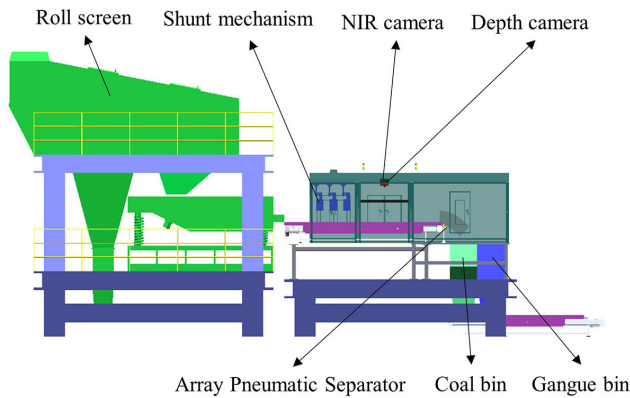 Roll screen
Shunt mechanism
NIR camera
Depth camera
Array Pneumatic Separator
Coal bin
Gangue bin